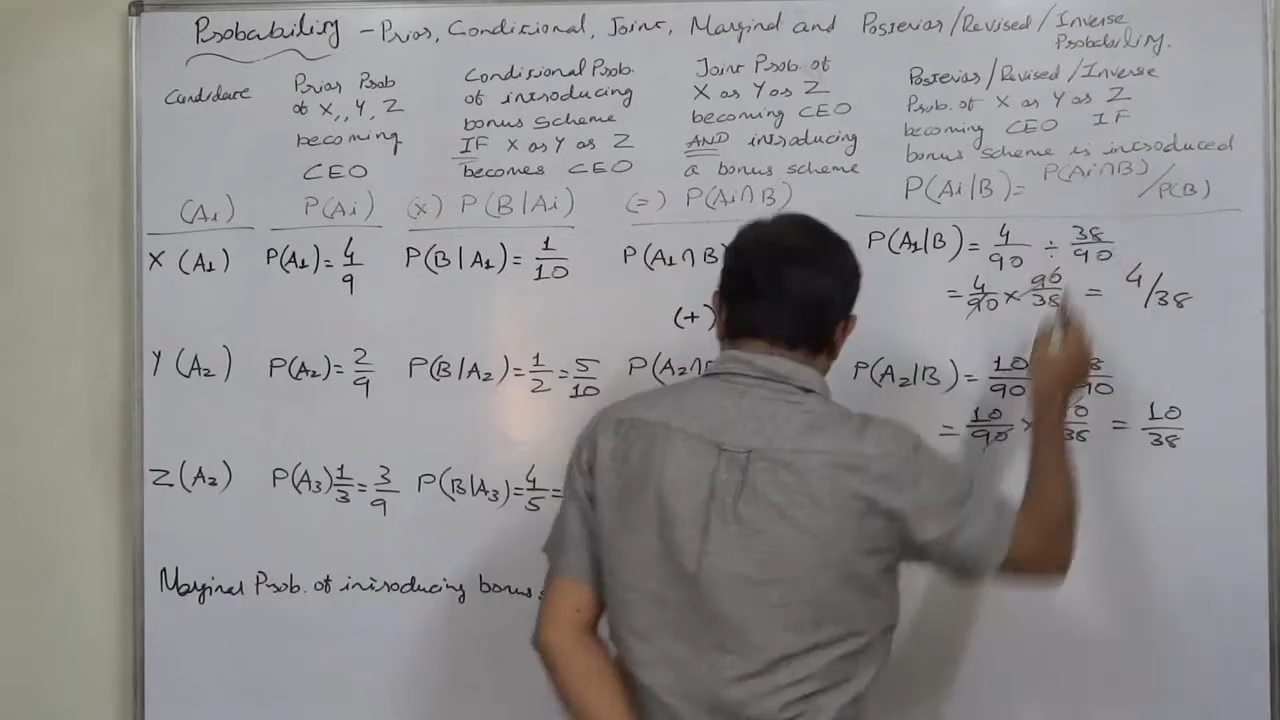 Probability - Prior, Conditional, Joint, Marginal and Posterior/Revised/Inverse
Probability.
Candidate
Prior Prob
of X,, Y, Z
becoming
CEO
Conditional Prob.
of introducing
bonus scheme
IF X or Y or Z
becomes CEO
Joint Prob. of
X or Y or Z
becoming CEO
AND introducing
a bonus scheme
Posterior/Revised/Inverse
Prob. of X or Y or Z
becoming CEO IF
bonus scheme is introduced
(Ai) P(Ai) (x) P(B|Ai) (=) P(Ai∩B) P(Ai|B)= P(Ai∩B)/P(B)
X (A1) P(A1)=4/9 P(B|A1)=1/10 P(A1∩B P(A1|B)=4/90÷38/90
=4/90×90/38 = 4/38
(+)
Y (A2) P(A2)=2/9 P(B|A2)=1/2=5/10 P(A2∩ P(A2|B)=10/90
=10/90× = 10/38
Z (A2) P(A3)1/3=3/9 P(B|A3)=4/5=
Marginal Prob. of inisroducing bonus